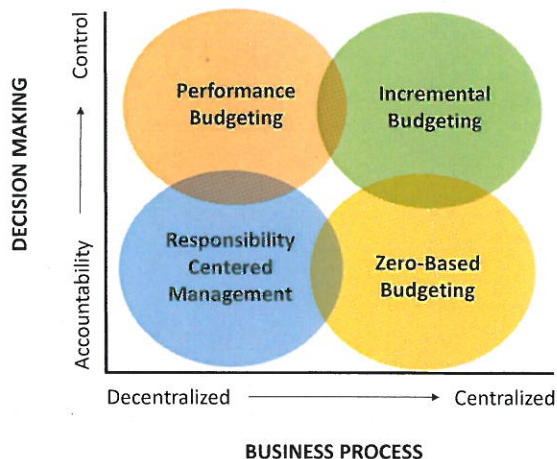 DECISION MAKING
Control
Accountability
Performance
Budgeting
Incremental
Budgeting
Responsibility
Centered
Management
Zero-Based
Budgeting
Decentralized
Centralized
BUSINESS PROCESS